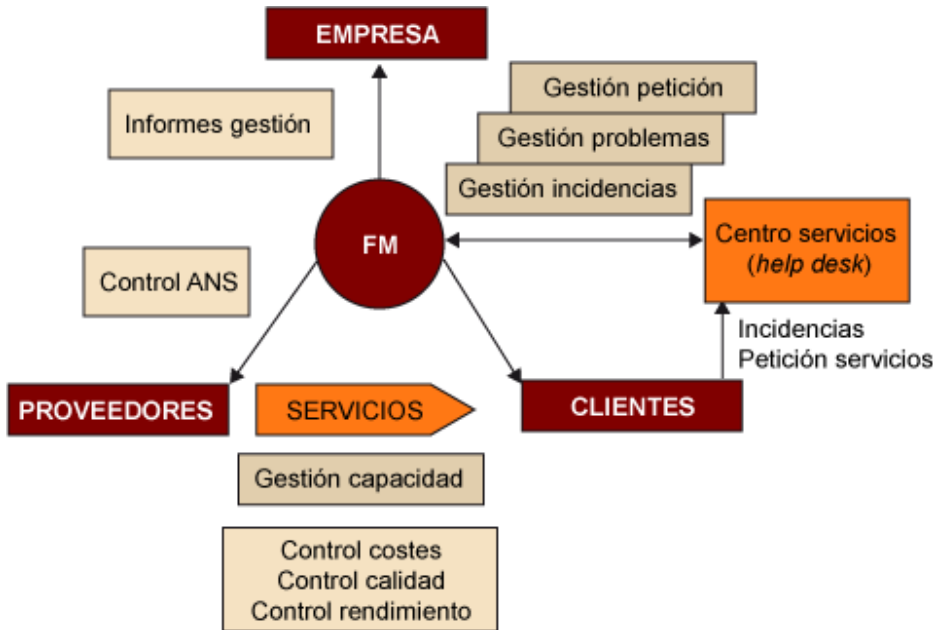 EMPRESA
Gestión petición
Informes gestión
Gestión problemas
Gestión incidencias
FM
Centro servicios
(help desk)
Control ANS
Incidencias
Petición servicios
PROVEEDORES
SERVICIOS
CLIENTES
Gestión capacidad
Control costes
Control calidad
Control rendimiento